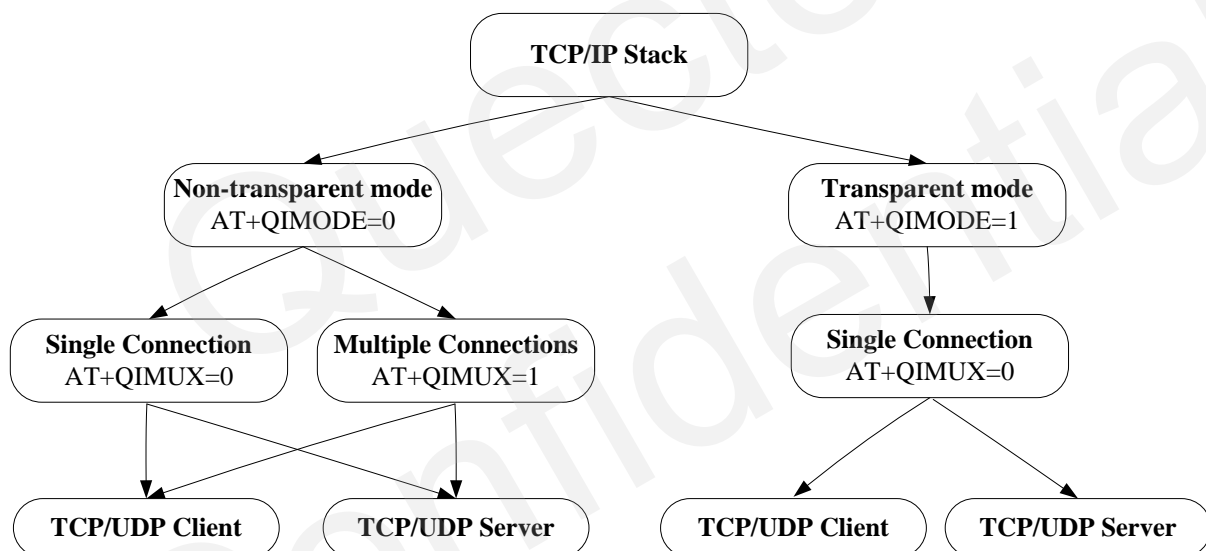 TCP/IP Stack
Non-transparent mode
AT+QIMODE=0
Transparent mode
AT+QIMODE=1
Single Connection
AT+QIMUX=0
Multiple Connections
AT+QIMUX=1
Single Connection
AT+QIMUX=0
TCP/UDP Client
TCP/UDP Server
TCP/UDP Client
TCP/UDP Server